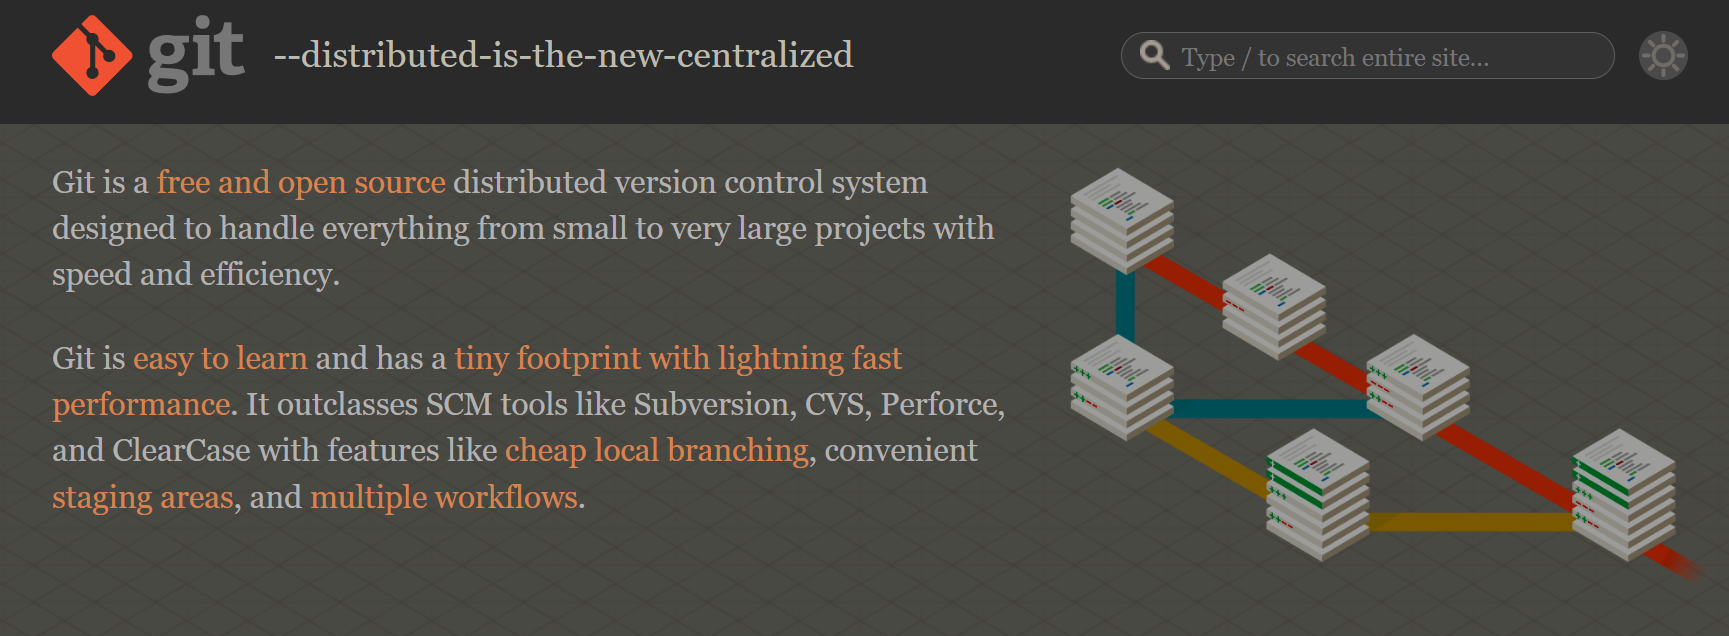 git --distributed-is-the-new-centralized
Type / to search entire site...
Git is a free and open source distributed version control system
designed to handle everything from small to very large projects with
speed and efficiency.
Git is easy to learn and has a tiny footprint with lightning fast
performance. It outclasses SCM tools like Subversion, CVS, Perforce,
and ClearCase with features like cheap local branching, convenient
staging areas, and multiple workflows.